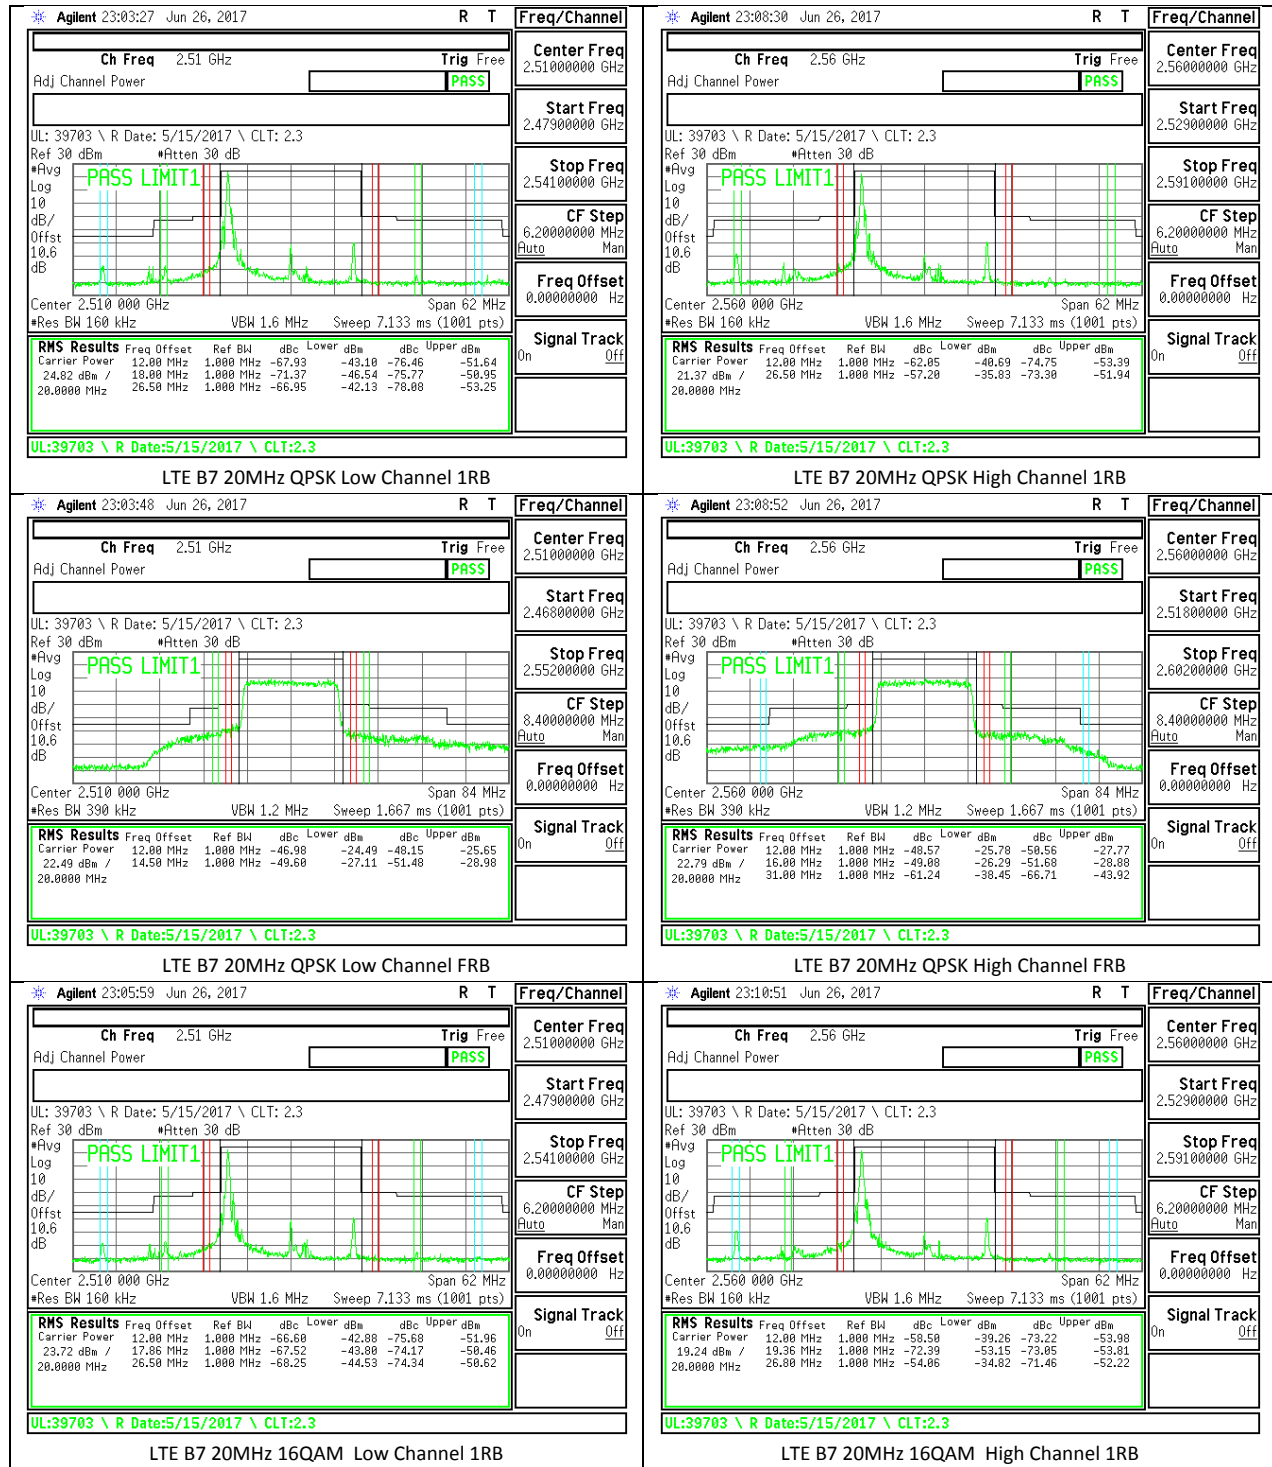 Agilent 23:03:27 Jun 26, 2017 R T
Freq/Channel
Ch Freq 2.51 GHz Trig Free
Adj Channel Power PASS
UL: 39703 \ R Date: 5/15/2017 \ CLT: 2.3
Ref 30 dBm #Atten 30 dB
#Avg
Log
10
dB/
Offst
10.6
dB
PASS LIMIT1
Center 2.510 000 GHz Span 62 MHz
#Res BW 160 kHz VBW 1.6 MHz Sweep 7.133 ms (1001 pts)
RMS Results Freq Offset Ref BW dBc Lower dBm dBc Upper dBm
Carrier Power 12.00 MHz 1.000 MHz -67.93 -43.10 -76.46 -51.64
24.82 dBm / 18.00 MHz 1.000 MHz -71.37 -46.54 -75.77 -50.95
20.0000 MHz 26.50 MHz 1.000 MHz -66.95 -42.13 -78.08 -53.25
UL:39703 \ R Date:5/15/2017 \ CLT:2.3
Center Freq
2.51000000 GHz
Start Freq
2.47900000 GHz
Stop Freq
2.54100000 GHz
CF Step
6.20000000 MHz
Auto Man
Freq Offset
0.00000000 Hz
Signal Track
On Off
LTE B7 20MHz QPSK Low Channel 1RB
Agilent 23:08:30 Jun 26, 2017 R T
Freq/Channel
Ch Freq 2.56 GHz Trig Free
Adj Channel Power PASS
UL: 39703 \ R Date: 5/15/2017 \ CLT: 2.3
Ref 30 dBm #Atten 30 dB
#Avg
Log
10
dB/
Offst
10.6
dB
PASS LIMIT1
Center 2.560 000 GHz Span 62 MHz
#Res BW 160 kHz VBW 1.6 MHz Sweep 7.133 ms (1001 pts)
RMS Results Freq Offset Ref BW dBc Lower dBm dBc Upper dBm
Carrier Power 12.00 MHz 1.000 MHz -62.05 -40.69 -74.75 -53.39
21.37 dBm / 26.50 MHz 1.000 MHz -57.20 -35.83 -73.30 -51.94
20.0000 MHz
UL:39703 \ R Date:5/15/2017 \ CLT:2.3
Center Freq
2.56000000 GHz
Start Freq
2.52900000 GHz
Stop Freq
2.59100000 GHz
CF Step
6.20000000 MHz
Auto Man
Freq Offset
0.00000000 Hz
Signal Track
On Off
LTE B7 20MHz QPSK High Channel 1RB
Agilent 23:03:48 Jun 26, 2017 R T
Freq/Channel
Ch Freq 2.51 GHz Trig Free
Adj Channel Power PASS
UL: 39703 \ R Date: 5/15/2017 \ CLT: 2.3
Ref 30 dBm #Atten 30 dB
#Avg
Log
10
dB/
Offst
10.6
dB
PASS LIMIT1
Center 2.510 000 GHz Span 84 MHz
#Res BW 390 kHz VBW 1.2 MHz Sweep 1.667 ms (1001 pts)
RMS Results Freq Offset Ref BW dBc Lower dBm dBc Upper dBm
Carrier Power 12.00 MHz 1.000 MHz -46.98 -24.49 -48.15 -25.65
22.49 dBm / 14.50 MHz 1.000 MHz -49.60 -27.11 -51.48 -28.98
20.0000 MHz
UL:39703 \ R Date:5/15/2017 \ CLT:2.3
Center Freq
2.51000000 GHz
Start Freq
2.46800000 GHz
Stop Freq
2.55200000 GHz
CF Step
8.40000000 MHz
Auto Man
Freq Offset
0.00000000 Hz
Signal Track
On Off
LTE B7 20MHz QPSK Low Channel FRB
Agilent 23:08:52 Jun 26, 2017 R T
Freq/Channel
Ch Freq 2.56 GHz Trig Free
Adj Channel Power PASS
UL: 39703 \ R Date: 5/15/2017 \ CLT: 2.3
Ref 30 dBm #Atten 30 dB
#Avg
Log
10
dB/
Offst
10.6
dB
PASS LIMIT1
Center 2.560 000 GHz Span 84 MHz
#Res BW 390 kHz VBW 1.2 MHz Sweep 1.667 ms (1001 pts)
RMS Results Freq Offset Ref BW dBc Lower dBm dBc Upper dBm
Carrier Power 12.00 MHz 1.000 MHz -48.57 -25.78 -50.56 -27.77
22.79 dBm / 16.00 MHz 1.000 MHz -49.08 -26.29 -51.68 -28.88
20.0000 MHz 31.00 MHz 1.000 MHz -61.24 -38.45 -66.71 -43.92
UL:39703 \ R Date:5/15/2017 \ CLT:2.3
Center Freq
2.56000000 GHz
Start Freq
2.51800000 GHz
Stop Freq
2.60200000 GHz
CF Step
8.40000000 MHz
Auto Man
Freq Offset
0.00000000 Hz
Signal Track
On Off
LTE B7 20MHz QPSK High Channel FRB
Agilent 23:05:59 Jun 26, 2017 R T
Freq/Channel
Ch Freq 2.51 GHz Trig Free
Adj Channel Power PASS
UL: 39703 \ R Date: 5/15/2017 \ CLT: 2.3
Ref 30 dBm #Atten 30 dB
#Avg
Log
10
dB/
Offst
10.6
dB
PASS LIMIT1
Center 2.510 000 GHz Span 62 MHz
#Res BW 160 kHz VBW 1.6 MHz Sweep 7.133 ms (1001 pts)
RMS Results Freq Offset Ref BW dBc Lower dBm dBc Upper dBm
Carrier Power 12.00 MHz 1.000 MHz -66.60 -42.88 -75.68 -51.96
23.72 dBm / 17.86 MHz 1.000 MHz -67.52 -43.80 -74.17 -50.46
20.0000 MHz 26.50 MHz 1.000 MHz -68.25 -44.53 -74.34 -50.62
UL:39703 \ R Date:5/15/2017 \ CLT:2.3
Center Freq
2.51000000 GHz
Start Freq
2.47900000 GHz
Stop Freq
2.54100000 GHz
CF Step
6.20000000 MHz
Auto Man
Freq Offset
0.00000000 Hz
Signal Track
On Off
LTE B7 20MHz 16QAM Low Channel 1RB
Agilent 23:10:51 Jun 26, 2017 R T
Freq/Channel
Ch Freq 2.56 GHz Trig Free
Adj Channel Power PASS
UL: 39703 \ R Date: 5/15/2017 \ CLT: 2.3
Ref 30 dBm #Atten 30 dB
#Avg
Log
10
dB/
Offst
10.6
dB
PASS LIMIT1
Center 2.560 000 GHz Span 62 MHz
#Res BW 160 kHz VBW 1.6 MHz Sweep 7.133 ms (1001 pts)
RMS Results Freq Offset Ref BW dBc Lower dBm dBc Upper dBm
Carrier Power 12.00 MHz 1.000 MHz -58.50 -39.26 -73.22 -53.98
19.24 dBm / 19.36 MHz 1.000 MHz -72.39 -53.15 -73.05 -53.81
20.0000 MHz 26.80 MHz 1.000 MHz -54.06 -34.82 -71.46 -52.22
UL:39703 \ R Date:5/15/2017 \ CLT:2.3
Center Freq
2.56000000 GHz
Start Freq
2.52900000 GHz
Stop Freq
2.59100000 GHz
CF Step
6.20000000 MHz
Auto Man
Freq Offset
0.00000000 Hz
Signal Track
On Off
LTE B7 20MHz 16QAM High Channel 1RB